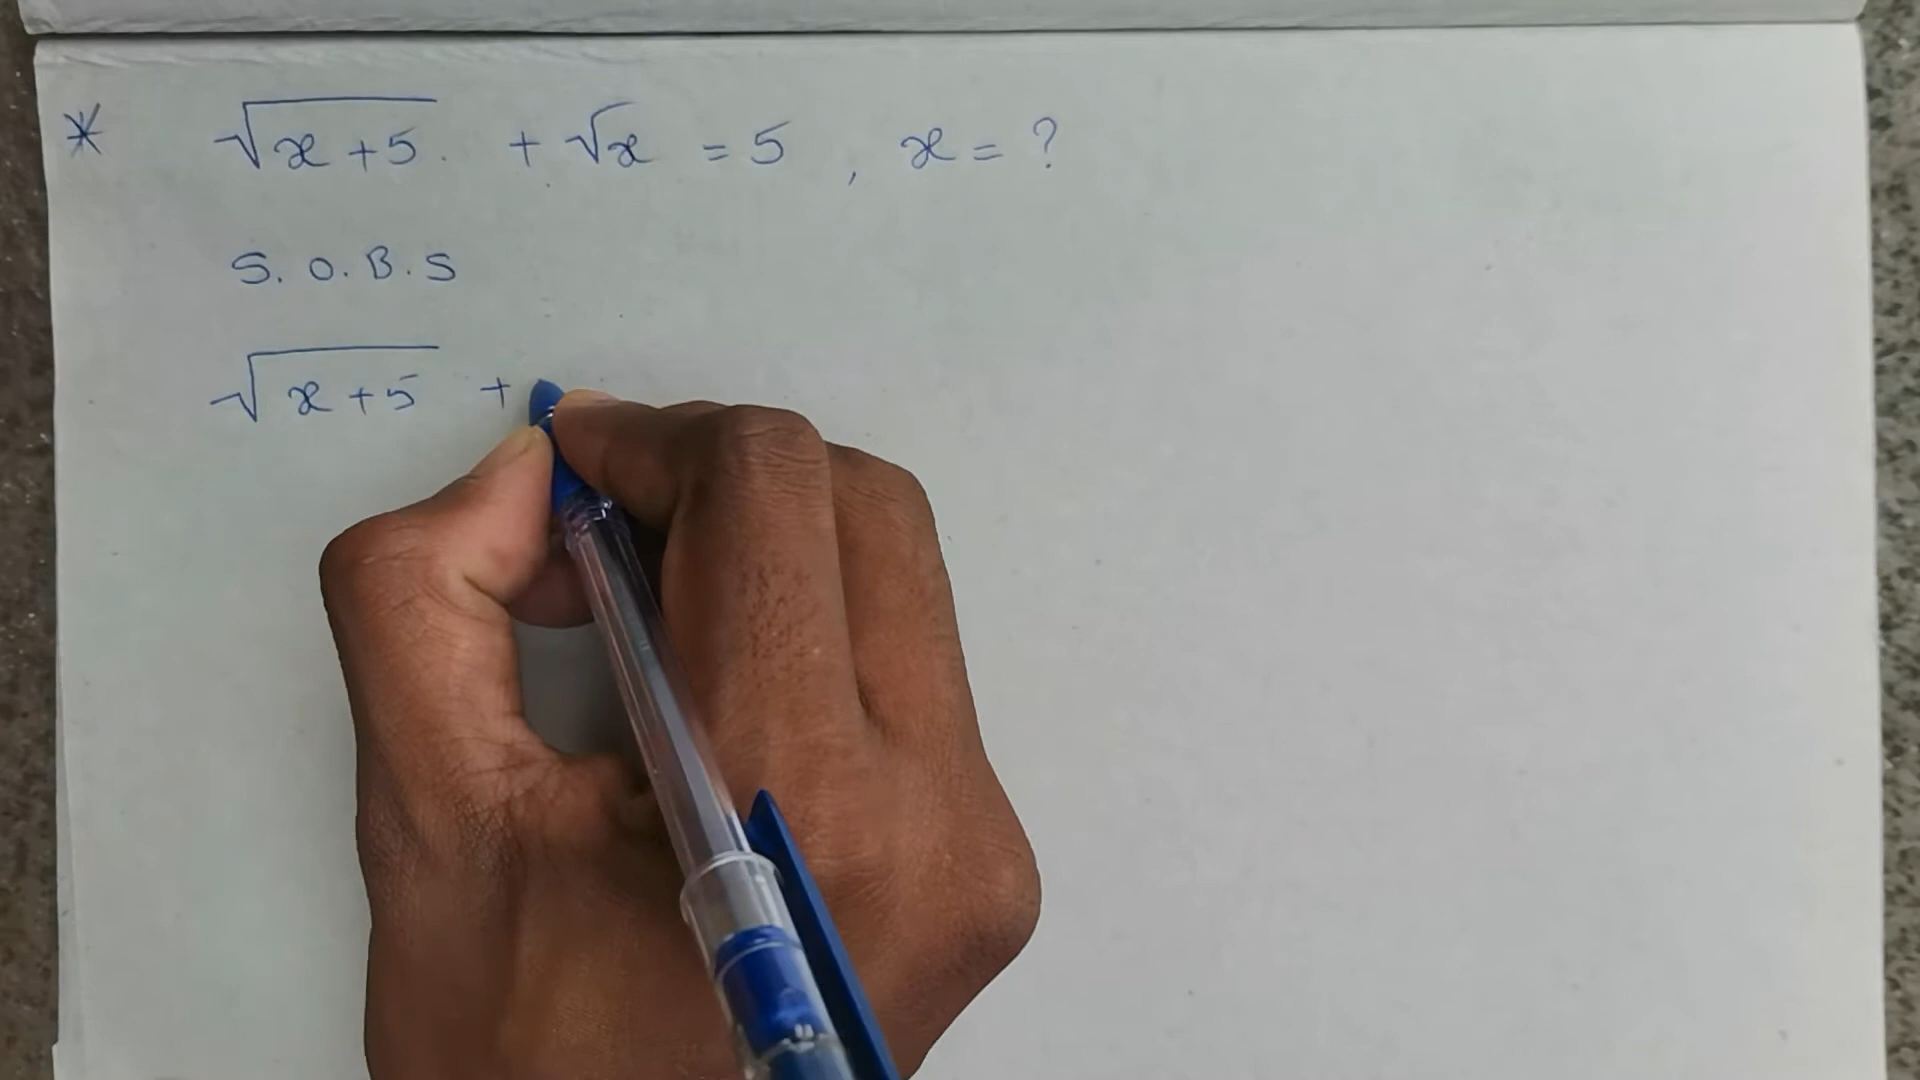 * √(x+5) + √x = 5 , x = ?
S. O. B. S
√(x+5) +